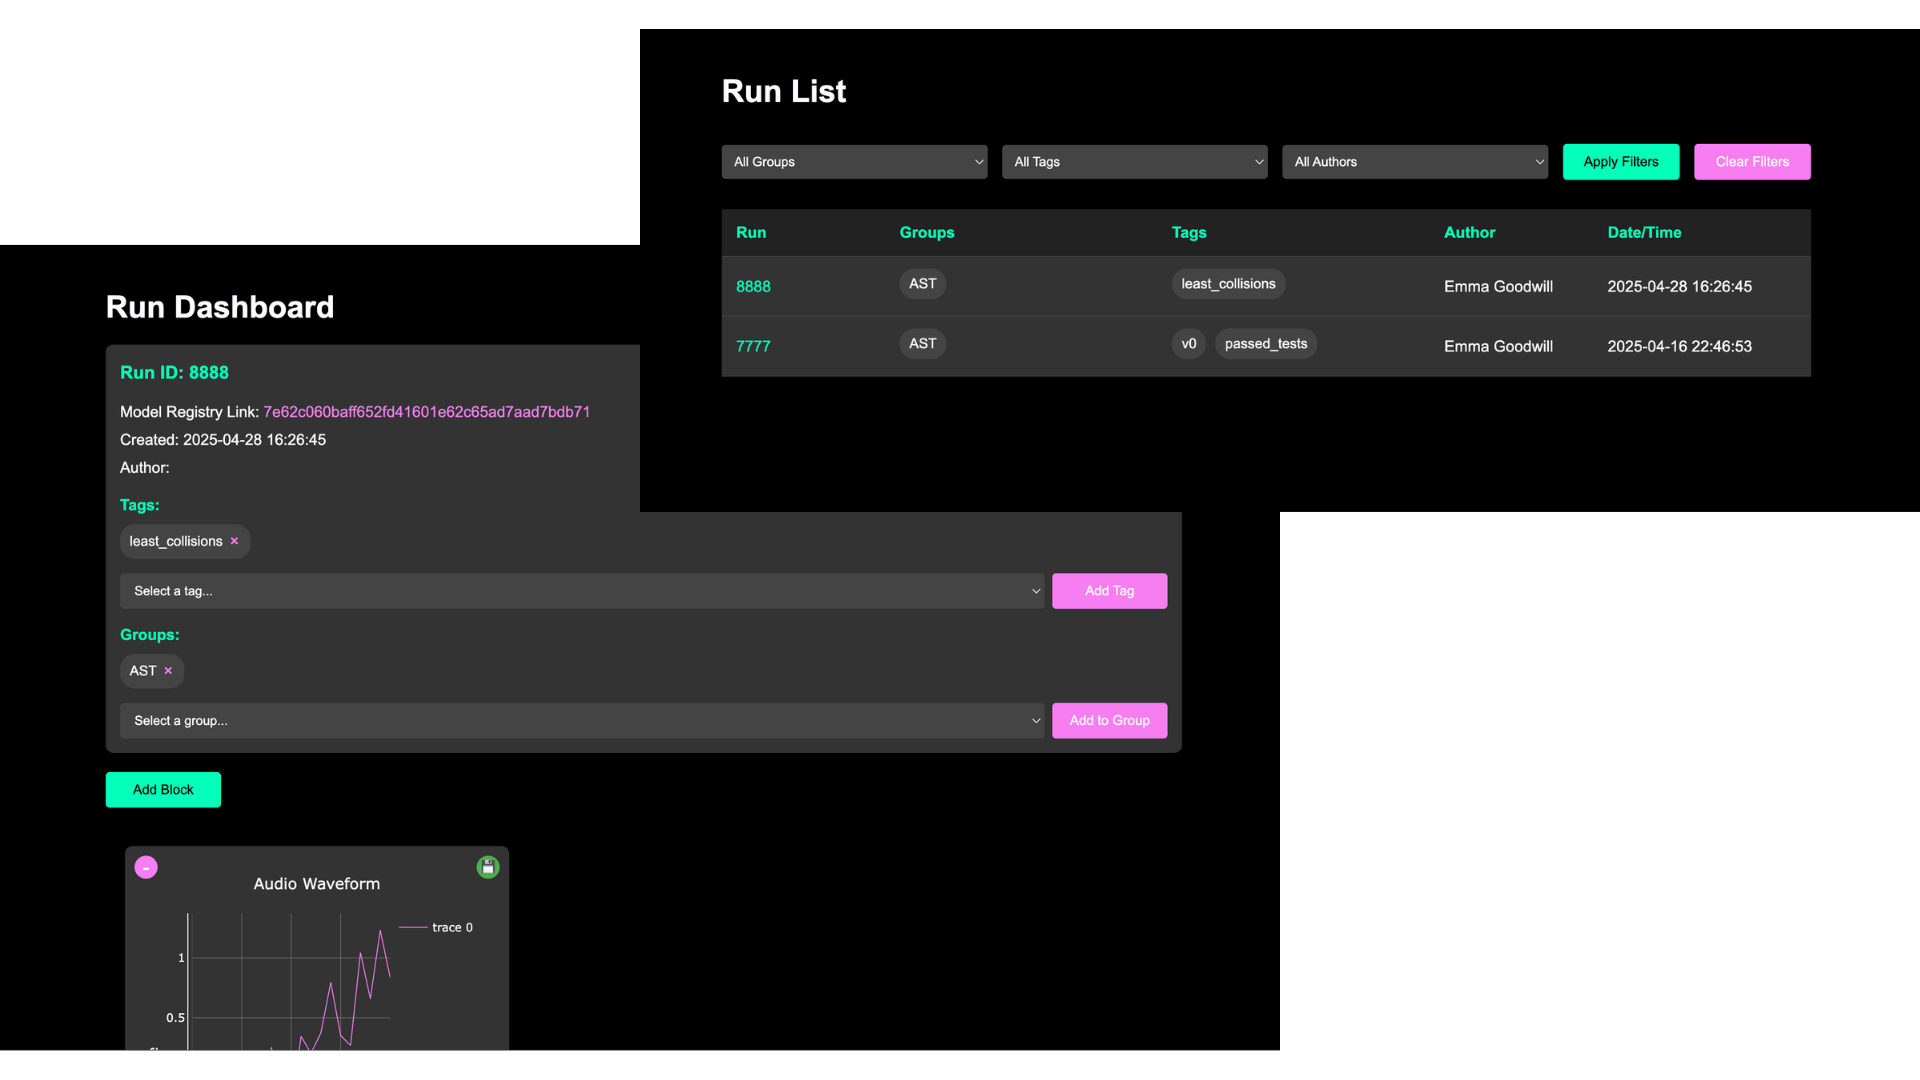 Run List
All Groups All Tags All Authors Apply Filters Clear Filters
Run Groups Tags Author Date/Time
8888 AST least_collisions Emma Goodwill 2025-04-28 16:26:45
7777 AST v0 passed_tests Emma Goodwill 2025-04-16 22:46:53
Run Dashboard
Run ID: 8888
Model Registry Link: 7e62c060baff652fd41601e62c65ad7aad7bdb71
Created: 2025-04-28 16:26:45
Author:
Tags:
least_collisions ×
Select a tag... Add Tag
Groups:
AST ×
Select a group... Add to Group
Add Block
Audio Waveform
trace 0
1
0.5